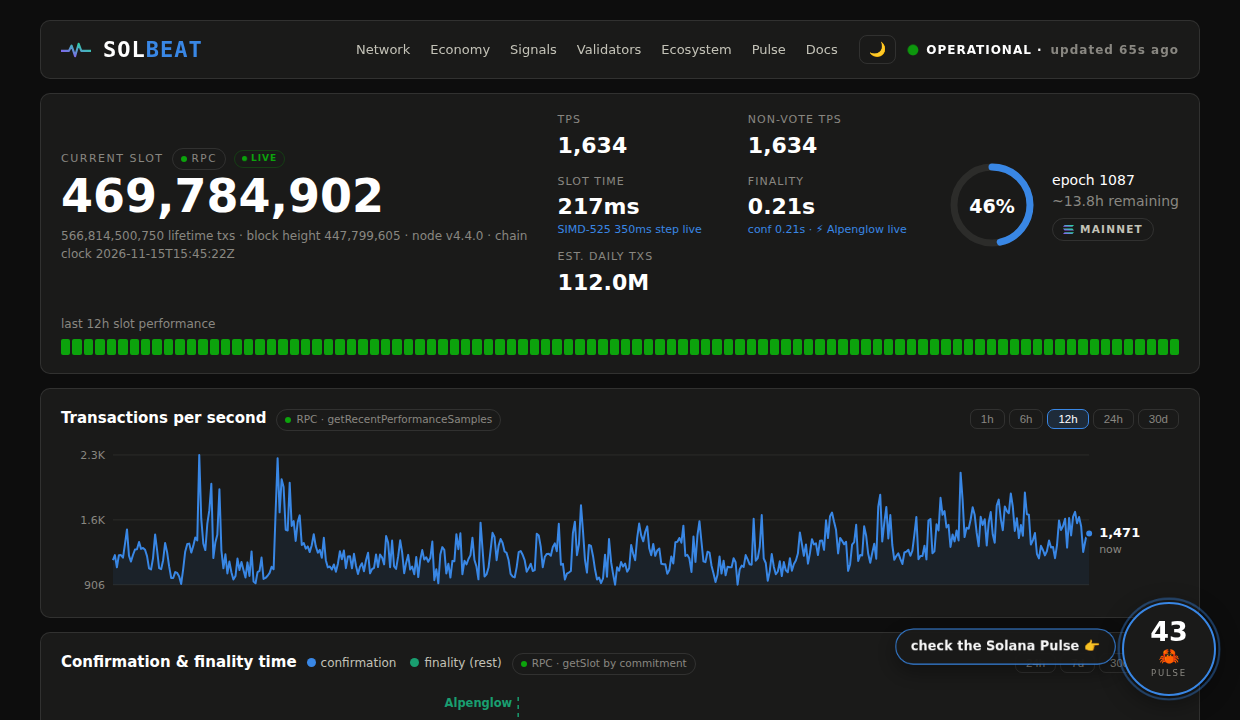 SOLBEAT
Network Economy Signals Validators Ecosystem Pulse Docs
OPERATIONAL · updated 65s ago
CURRENT SLOT RPC LIVE
469,784,902
566,814,500,750 lifetime txs · block height 447,799,605 · node v4.4.0 · chain
clock 2026-11-15T15:45:22Z
TPS
1,634
NON-VOTE TPS
1,634
SLOT TIME
217ms
SIMD-525 350ms step live
FINALITY
0.21s
conf 0.21s · ⚡ Alpenglow live
EST. DAILY TXS
112.0M
46%
epoch 1087
~13.8h remaining
MAINNET
last 12h slot performance
Transactions per second RPC · getRecentPerformanceSamples
1h 6h 12h 24h 30d
2.3K
1.6K
906
1,471
now
Confirmation & finality time confirmation finality (rest) RPC · getSlot by commitment
Alpenglow
check the Solana Pulse 👉
43
PULSE